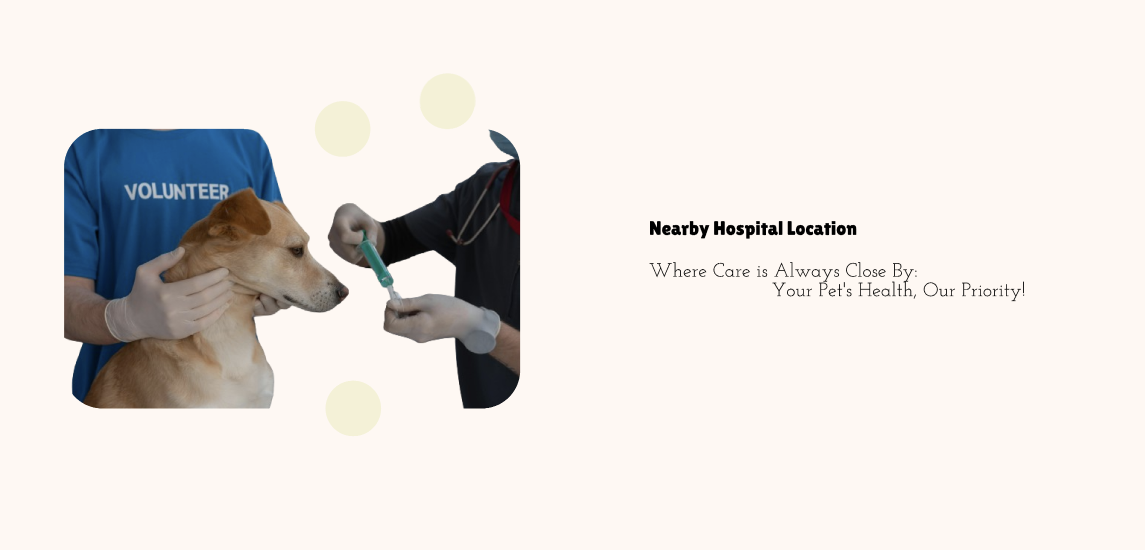 VOLUNTEER
Nearby Hospital Location
Where Care is Always Close By:
Your Pet's Health, Our Priority!